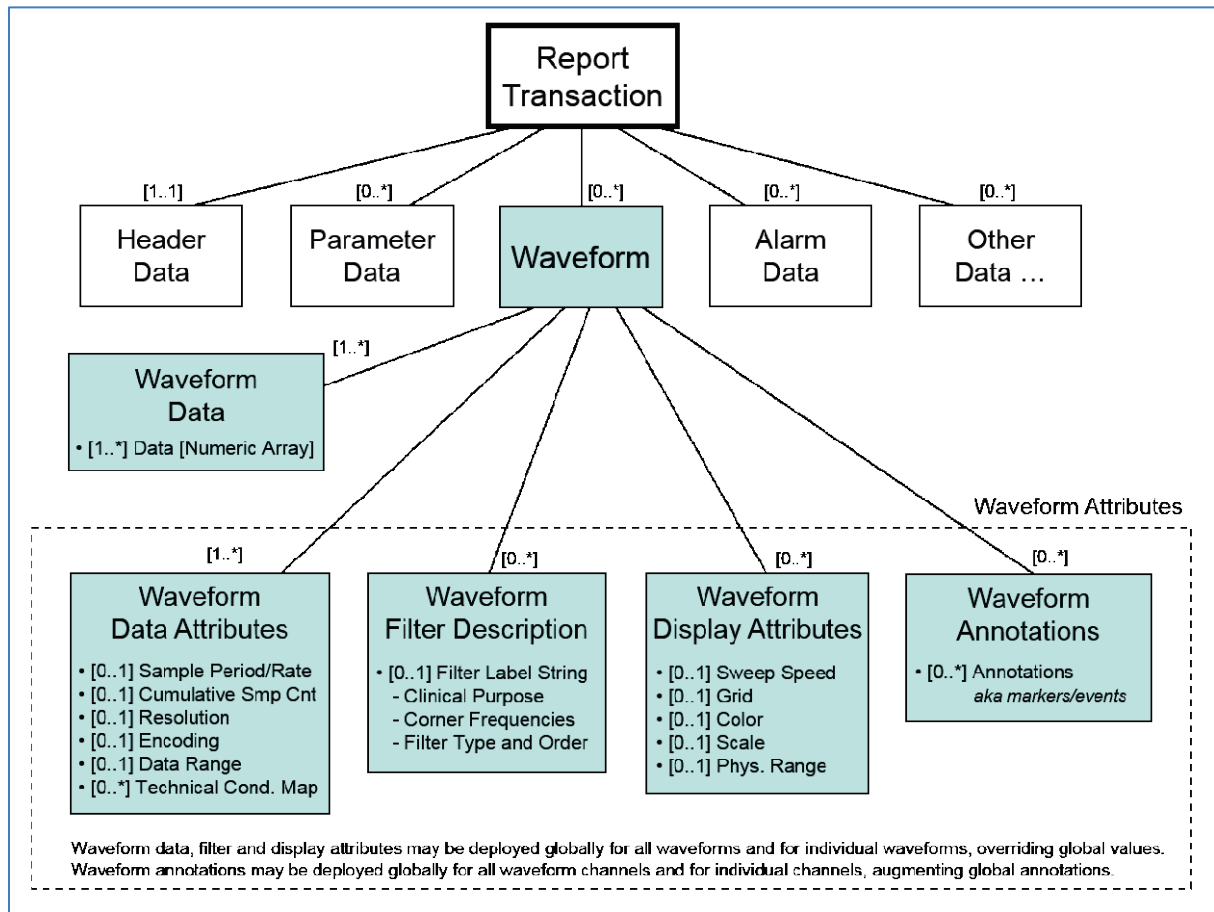 Report
Transaction
[1..1]
[0..*]
[0..*]
[0..*]
[0..*]
Header
Data
Parameter
Data
Waveform
Alarm
Data
Other
Data …
[1..*]
Waveform
Data
• [1..*] Data [Numeric Array]
Waveform Attributes
[1..*]
[0..*]
[0..*]
[0..*]
Waveform
Data Attributes
• [0..1] Sample Period/Rate
• [0..1] Cumulative Smp Cnt
• [0..1] Resolution
• [0..1] Encoding
• [0..1] Data Range
• [0..*] Technical Cond. Map
Waveform
Filter Description
• [0..1] Filter Label String
- Clinical Purpose
- Corner Frequencies
- Filter Type and Order
Waveform
Display Attributes
• [0..1] Sweep Speed
• [0..1] Grid
• [0..1] Color
• [0..1] Scale
• [0..1] Phys. Range
Waveform
Annotations
• [0..*] Annotations
aka markers/events
Waveform data, filter and display attributes may be deployed globally for all waveforms and for individual waveforms, overriding global values.
Waveform annotations may be deployed globally for all waveform channels and for individual channels, augmenting global annotations.